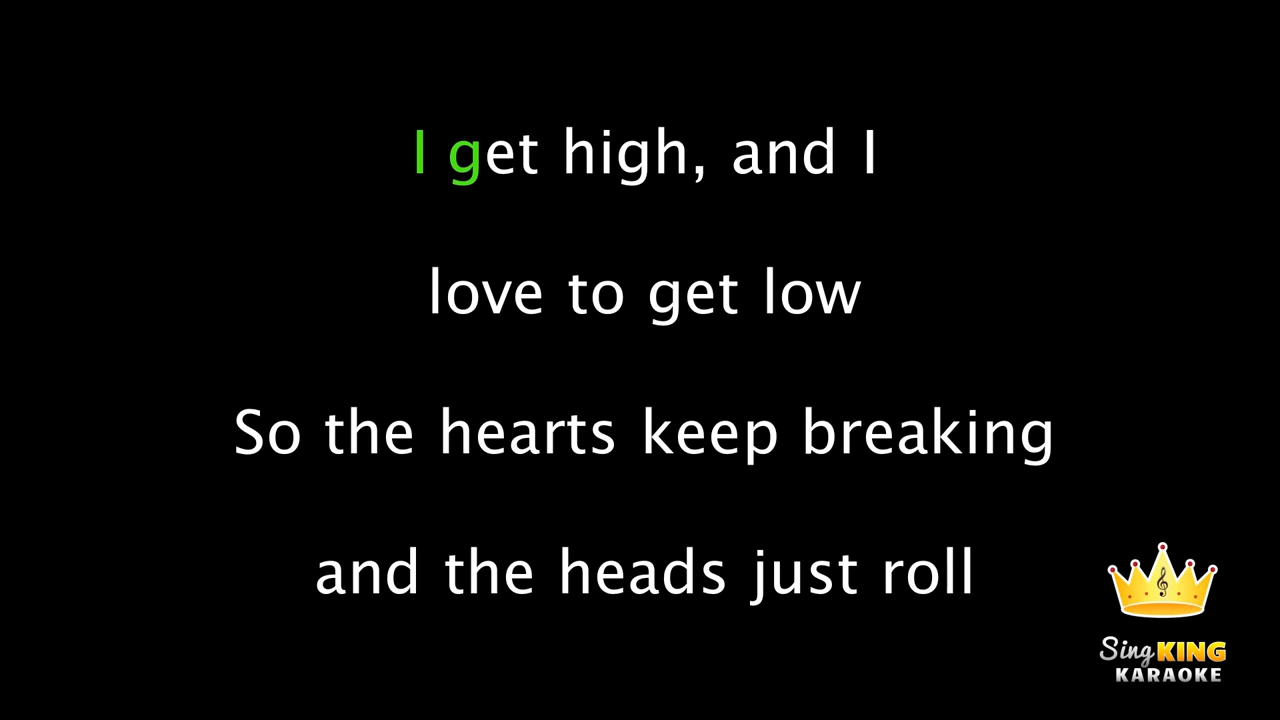 I get high, and I
love to get low
So the hearts keep breaking
and the heads just roll
Sing KING
KARAOKE